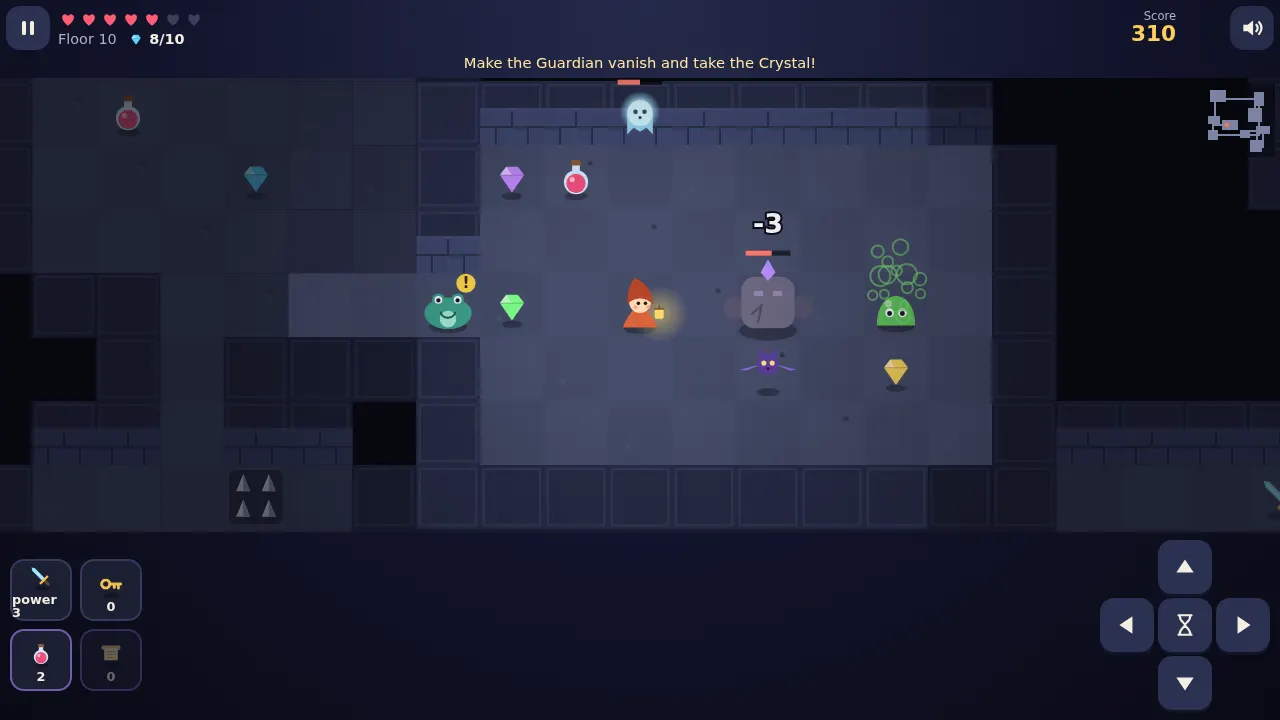 Floor 10
8/10
Score
310
Make the Guardian vanish and take the Crystal!
-3
!
power
3
0
2
0